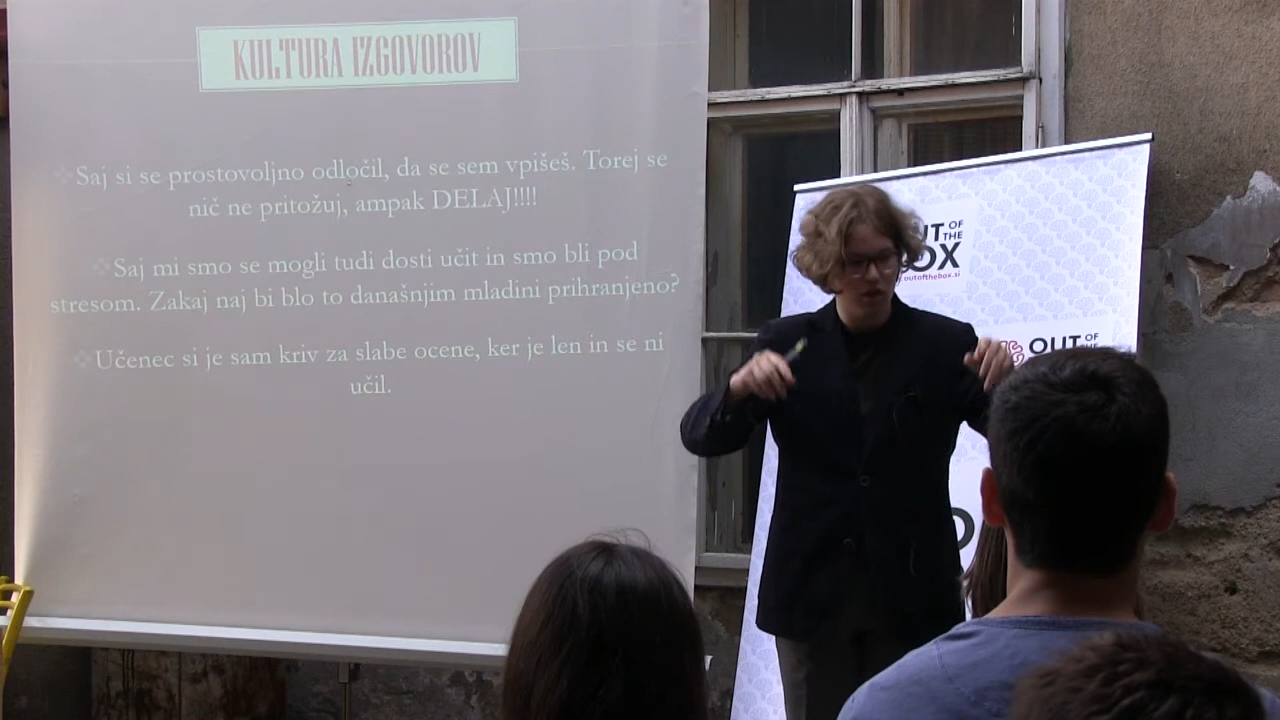 KULTURA IZGOVOROV
Saj si se prostovoljno odločil, da se sem vpišeš. Torej se
nič ne pritožuj, ampak DELAJ!!!!
Saj mi smo se mogli tudi dosti učit in smo bli pod
stresom. Zakaj naj bi blo to današnjim mladini prihranjeno?
Učenec si je sam kriv za slabe ocene, ker je len in se ni
učil.
OF
THE
outofthebox.si
OUT OF